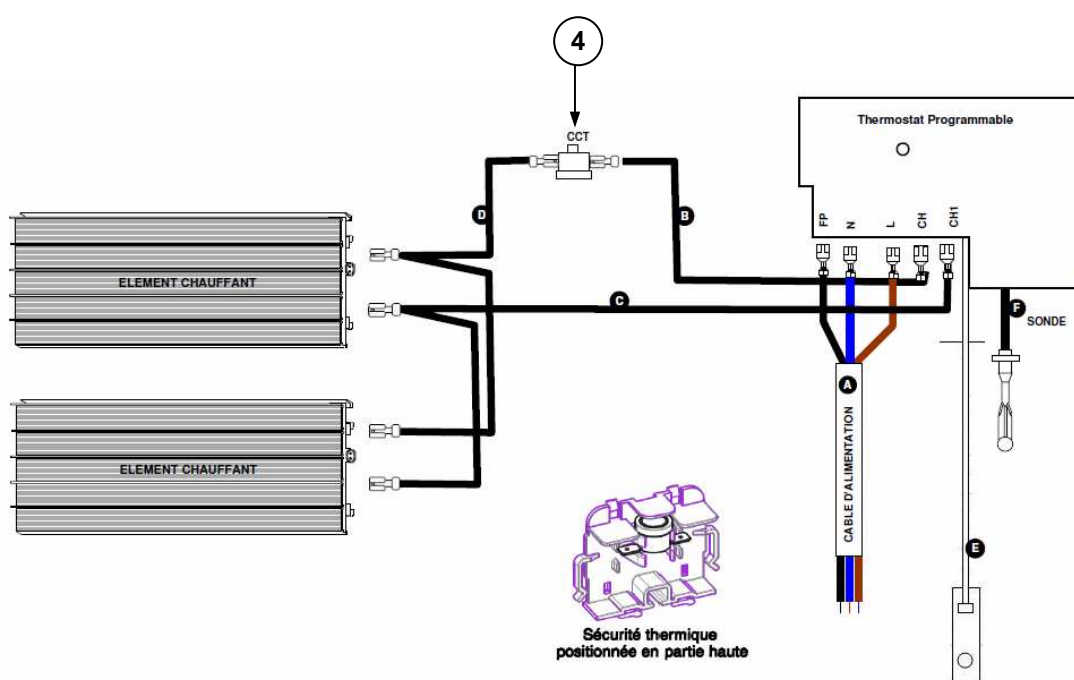 4
CCT
Thermostat Programmable
FP
N
L
CH
CH1
D
B
ELEMENT CHAUFFANT
C
F
SONDE
A
CABLE D'ALIMENTATION
ELEMENT CHAUFFANT
E
Sécurité thermique
positionnée en partie haute